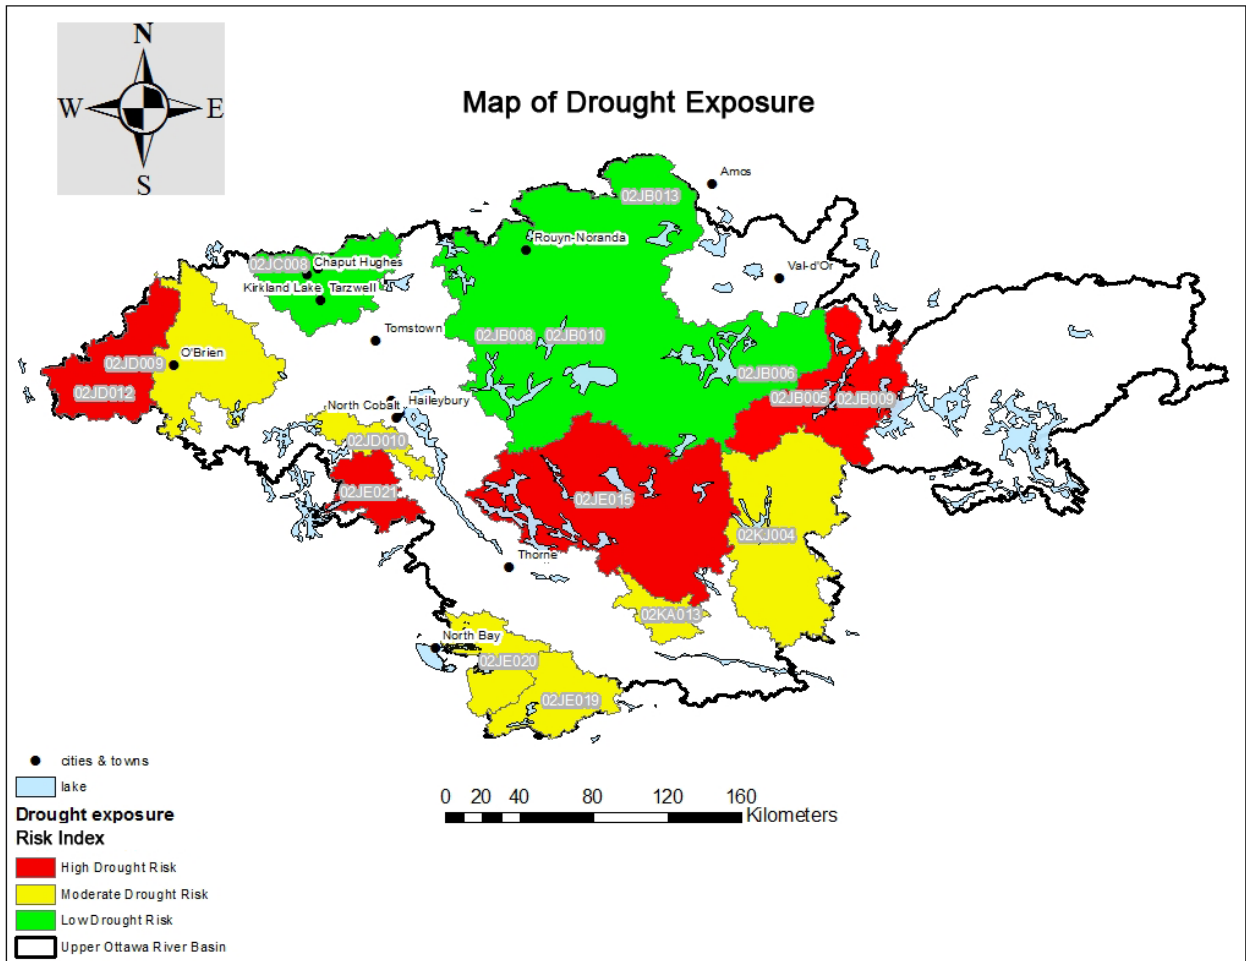 N
W
E
S
Map of Drought Exposure
Amos
02JB013
Rouyn-Noranda
02JC008
Chaput Hughes
Val-d'Or
Kirkland Lake
Tarzwell
Tomstown
02JB008
02JB010
O'Brien
02JD009
02JB006
02JD012
02JB005
02JB009
Haileybury
North Cobalt
02JD010
02JE021
02JE015
02KJ004
Thorne
02KA013
North Bay
02JE020
02JE019
cities & towns
lake
Drought exposure
Risk Index
High Drought Risk
Moderate Drought Risk
Low Drought Risk
Upper Ottawa River Basin
0 20 40 80 120 160
Kilometers